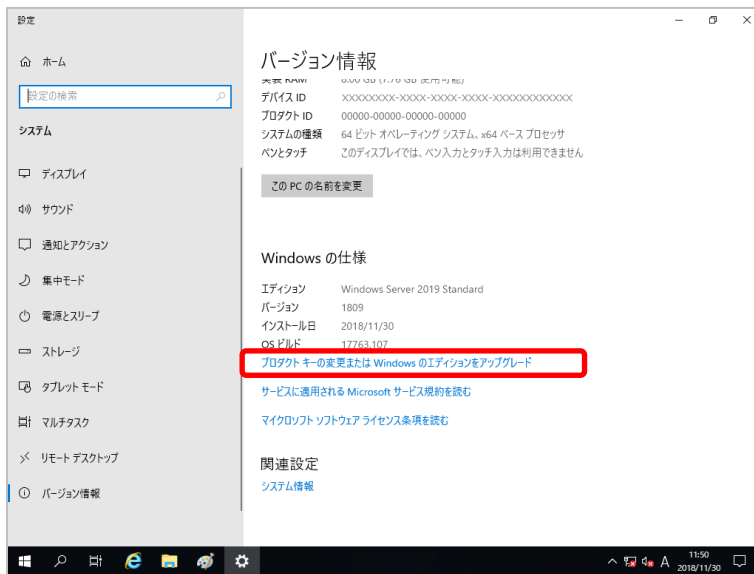 設定
ホーム
設定の検索
システム
ディスプレイ
サウンド
通知とアクション
集中モード
電源とスリープ
ストレージ
タブレット モード
マルチタスク
リモート デスクトップ
バージョン情報
バージョン情報
実装 RAM 8.00 GB (7.76 GB 使用可能)
デバイス ID XXXXXXXX-XXXX-XXXX-XXXX-XXXXXXXXXXXX
プロダクト ID 00000-00000-00000-00000
システムの種類 64 ビット オペレーティング システム、x64 ベース プロセッサ
ペンとタッチ このディスプレイでは、ペン入力とタッチ入力は利用できません
この PC の名前を変更
Windows の仕様
エディション Windows Server 2019 Standard
バージョン 1809
インストール日 2018/11/30
OS ビルド 17763.107
プロダクト キーの変更または Windows のエディションをアップグレード
サービスに適用される Microsoft サービス規約を読む
マイクロソフト ソフトウェア ライセンス条項を読む
関連設定
システム情報
A
11:50
2018/11/30